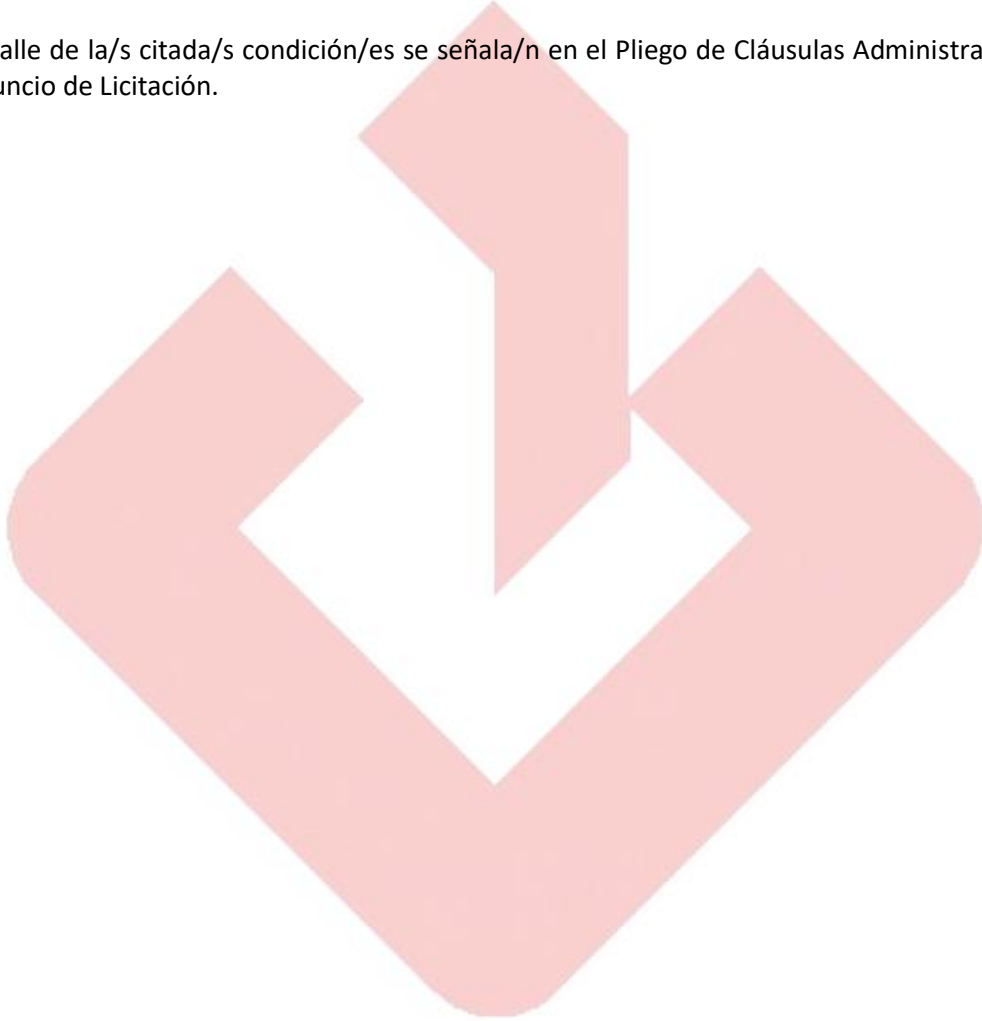 alle de la/s citada/s condición/es se señala/n en el Pliego de Cláusulas Administra
uncio de Licitación.